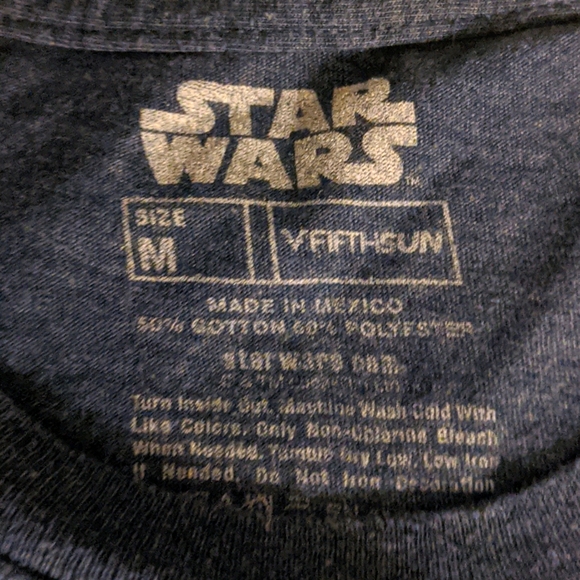 STAR
WARS
TM
SIZE
M
FIFTHSUN
MADE IN MEXICO
50% COTTON 50% POLYESTER
starwars.com
Turn Inside Out. Machine Wash Cold With
Like Colors. Only Non-Chlorine Bleach
When Needed. Tumble Dry Low. Low Iron
If Needed. Do Not Iron Decoration